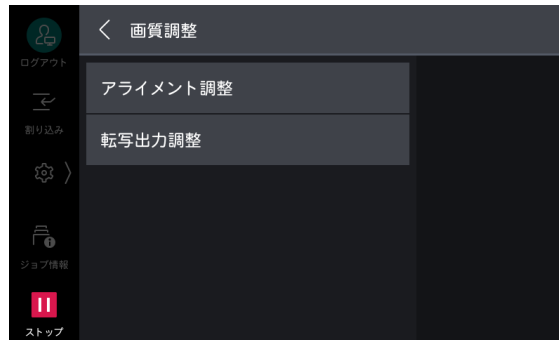 画質調整
ログアウト
アライメント調整
割り込み
転写出力調整
ジョブ情報
ストップ